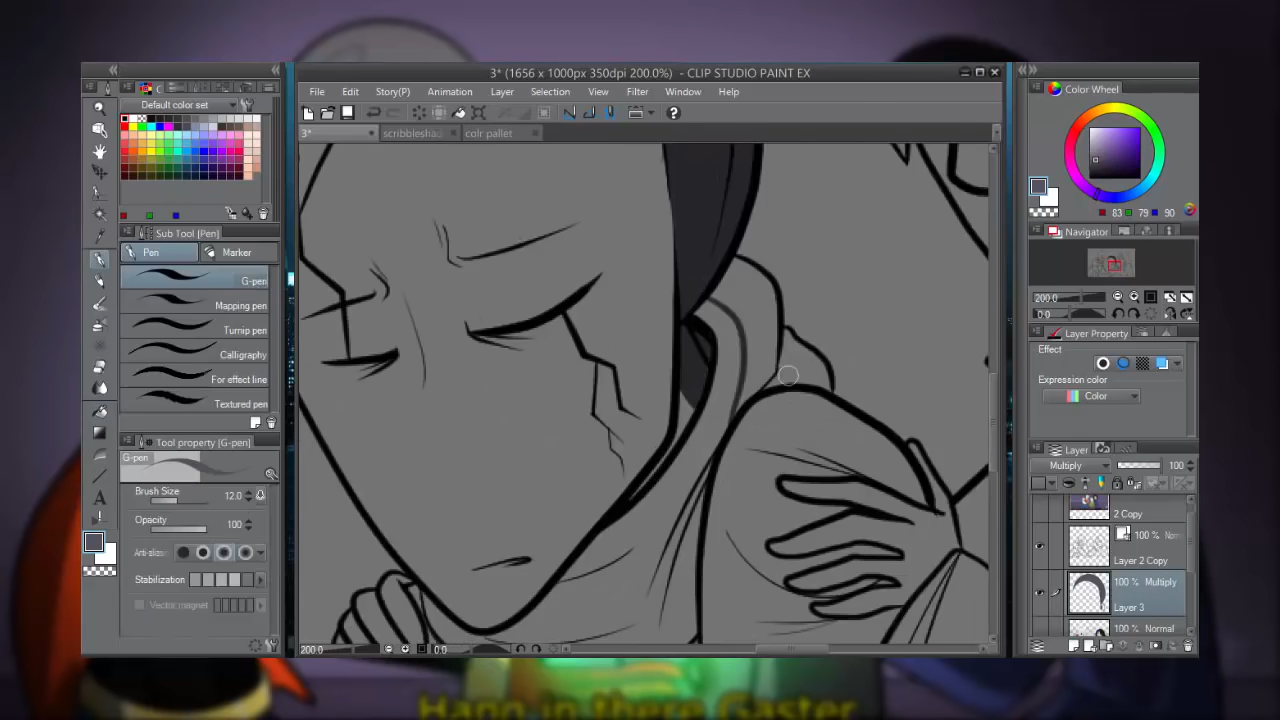 3* (1656 x 1000px 350dpi 200.0%) - CLIP STUDIO PAINT EX
File Edit Story(P) Animation Layer Selection View Filter Window Help
Default color set
3*
colr pallet
Sub Tool [Pen]
Pen
Marker
G-pen
Mapping pen
Turnip pen
Calligraphy
For effect line
Textured pen
Tool property [G-pen]
G-pen
Brush Size 12.0
Opacity 100
Stabilization
Vector magnet
200.0
0.0
Color Wheel
83 79 90
Navigator
200.0
0.0
Layer Property
Effect
Expression color
Color
Layer
Multiply 100
2 Copy
100 %
Layer 2 Copy
100 % Multiply
Layer 3
100 % Normal
Hang in there Gaster